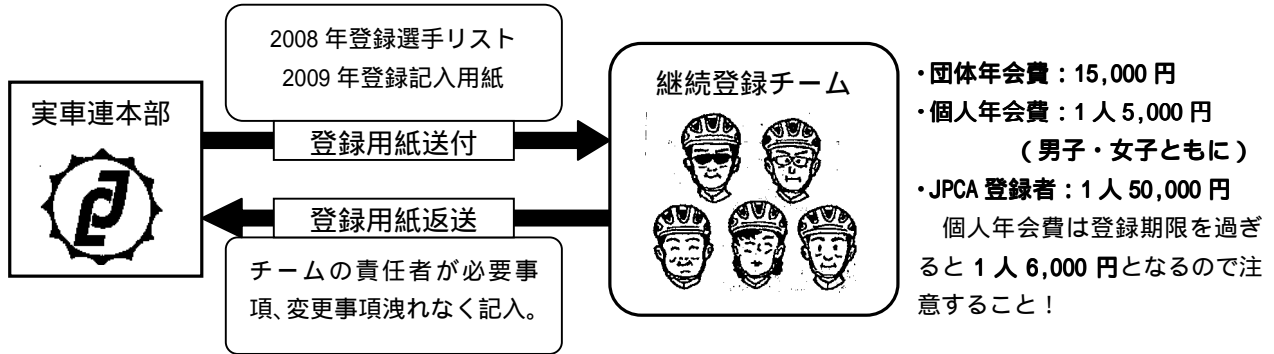 2008 年登録選手リスト
2009 年登録記入用紙
実車連本部
登録用紙送付
継続登録チーム
登録用紙返送
チームの責任者が必要事
項、変更事項洩れなく記入。
・団体年会費：15,000 円
・個人年会費：1 人 5,000 円
（男子・女子ともに）
・JPCA 登録者：1 人 50,000 円
個人年会費は登録期限を過ぎ
ると 1 人 6,000 円となるので注
意すること！